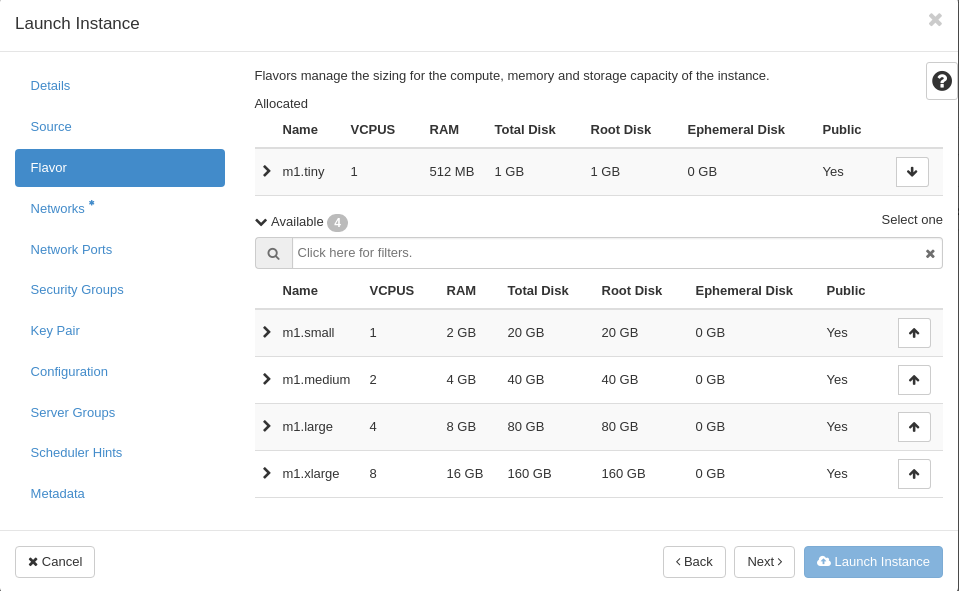 Launch Instance
Details
Source
Flavor
Networks *
Network Ports
Security Groups
Key Pair
Configuration
Server Groups
Scheduler Hints
Metadata
Flavors manage the sizing for the compute, memory and storage capacity of the instance.
Allocated
Name VCPUS RAM Total Disk Root Disk Ephemeral Disk Public
m1.tiny 1 512 MB 1 GB 1 GB 0 GB Yes
Available 4 Select one
Click here for filters.
Name VCPUS RAM Total Disk Root Disk Ephemeral Disk Public
m1.small 1 2 GB 20 GB 20 GB 0 GB Yes
m1.medium 2 4 GB 40 GB 40 GB 0 GB Yes
m1.large 4 8 GB 80 GB 80 GB 0 GB Yes
m1.xlarge 8 16 GB 160 GB 160 GB 0 GB Yes
Cancel < Back Next > Launch Instance